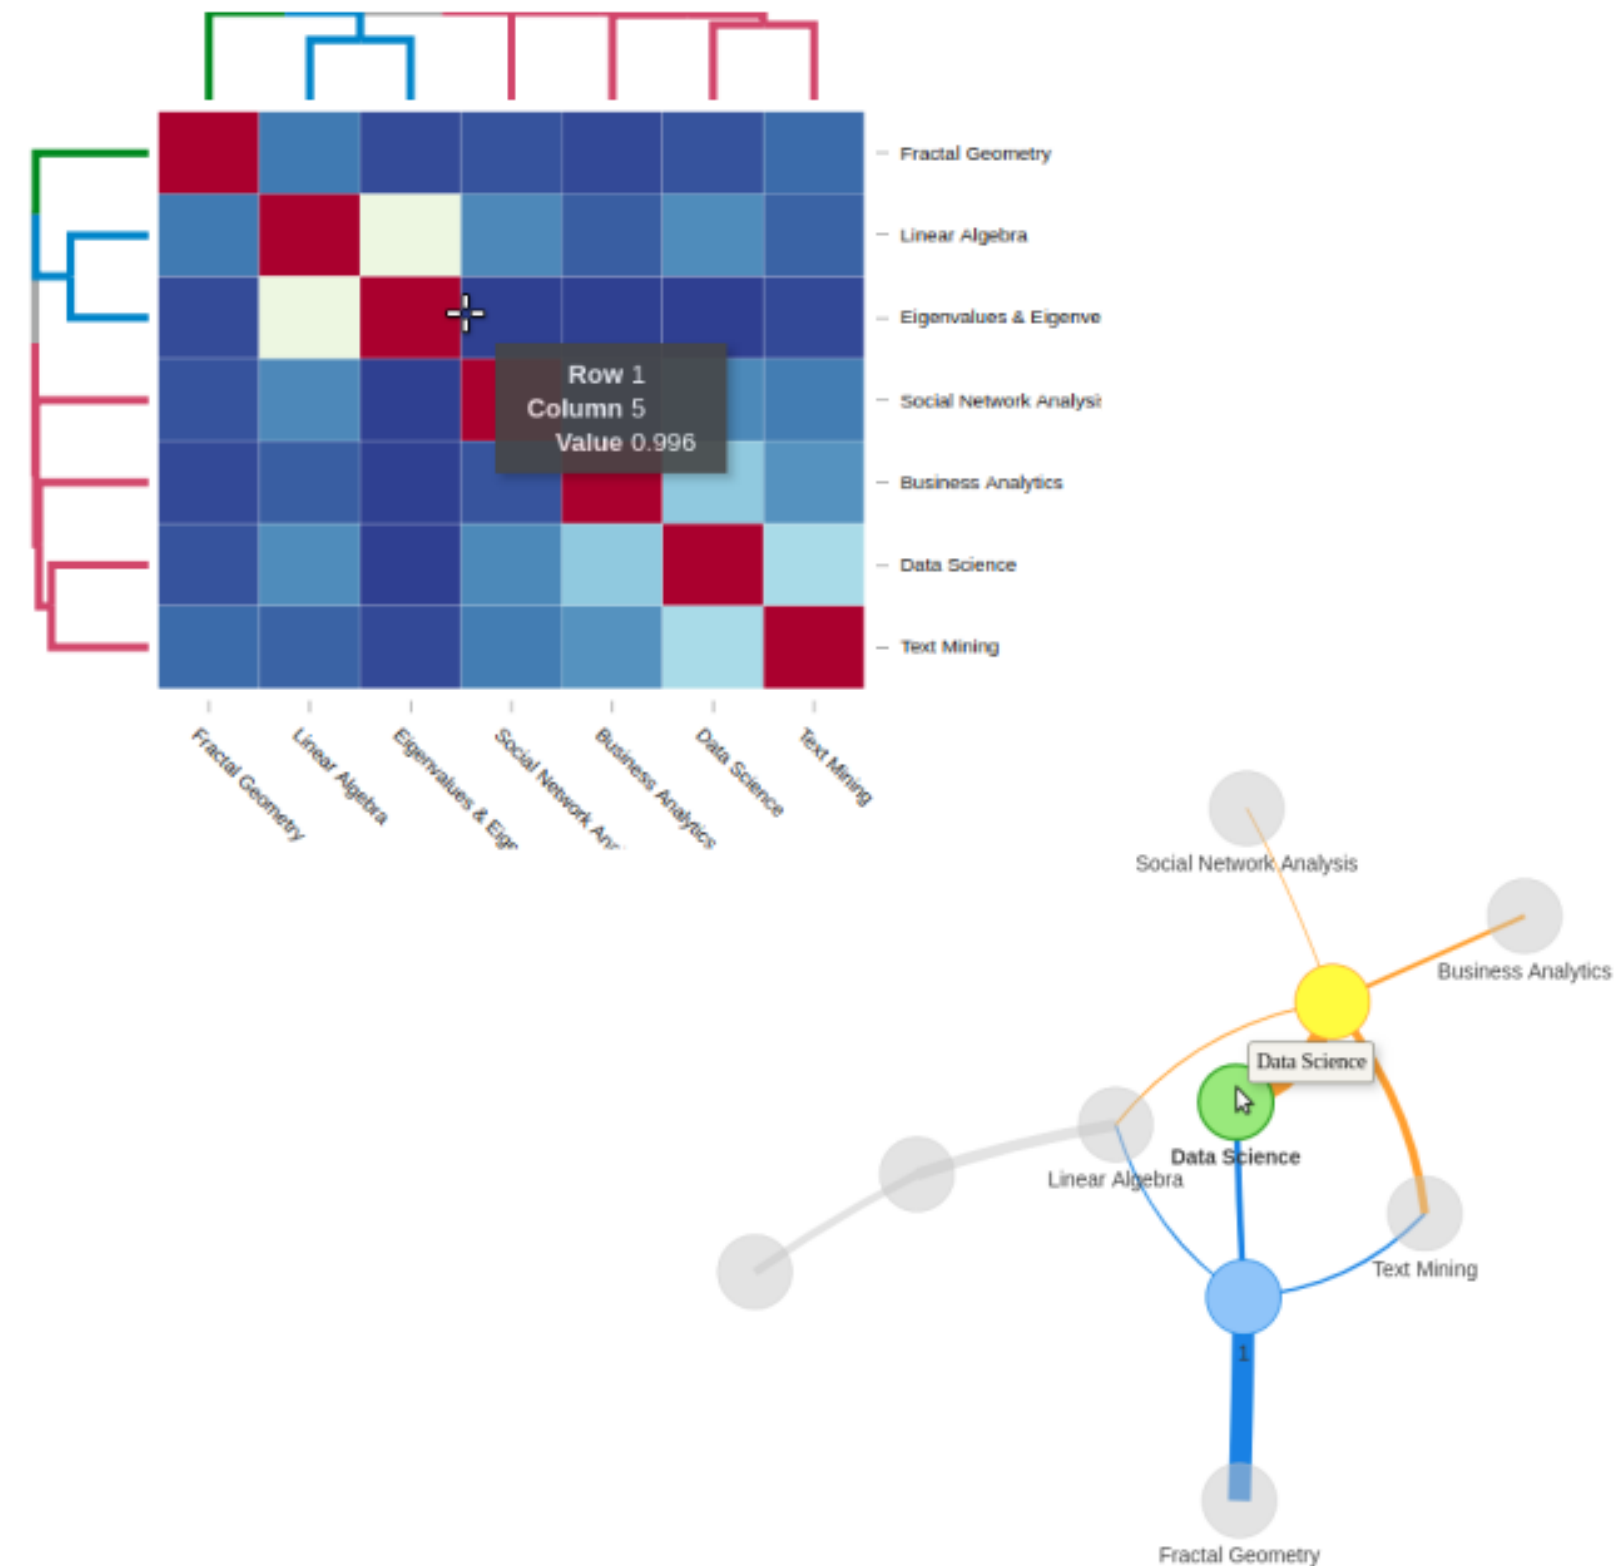 Fractal Geometry
Linear Algebra
Eigenvalues & Eigenve
Row 1
Column 5
Value 0.996
Social Network Analysi
Business Analytics
Data Science
Text Mining
Fractal Geometry
Linear Algebra
Eigenvalues & Eige
Social Network Ana
Business Analytics
Data Science
Text Mining
Social Network Analysis
Business Analytics
Data Science
Data Science
Linear Algebra
Text Mining
1
Fractal Geometry